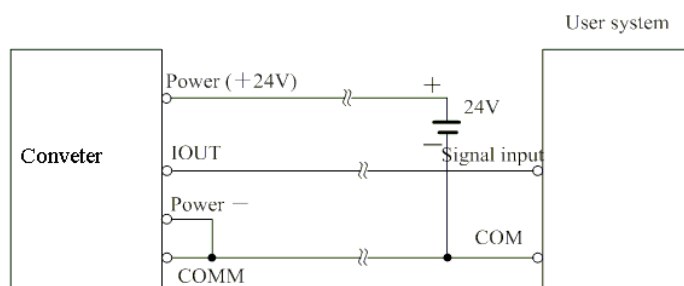 User system
Power (+24V)
+
24V
Conveter
IOUT
−
Signal input
Power −
COM
COMM